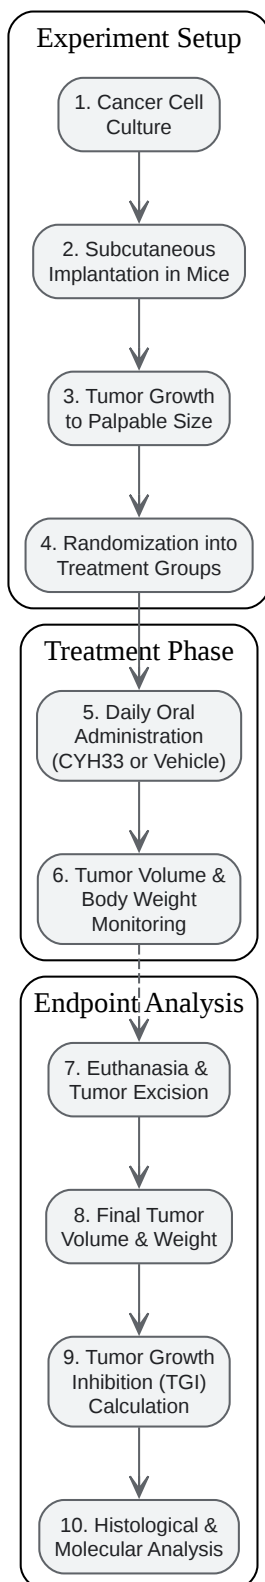 Experiment Setup
1. Cancer Cell
Culture
2. Subcutaneous
Implantation in Mice
3. Tumor Growth
to Palpable Size
4. Randomization into
Treatment Groups
Treatment Phase
5. Daily Oral
Administration
(CYH33 or Vehicle)
6. Tumor Volume &
Body Weight
Monitoring
Endpoint Analysis
7. Euthanasia &
Tumor Excision
8. Final Tumor
Volume & Weight
9. Tumor Growth
Inhibition (TGI)
Calculation
10. Histological &
Molecular Analysis